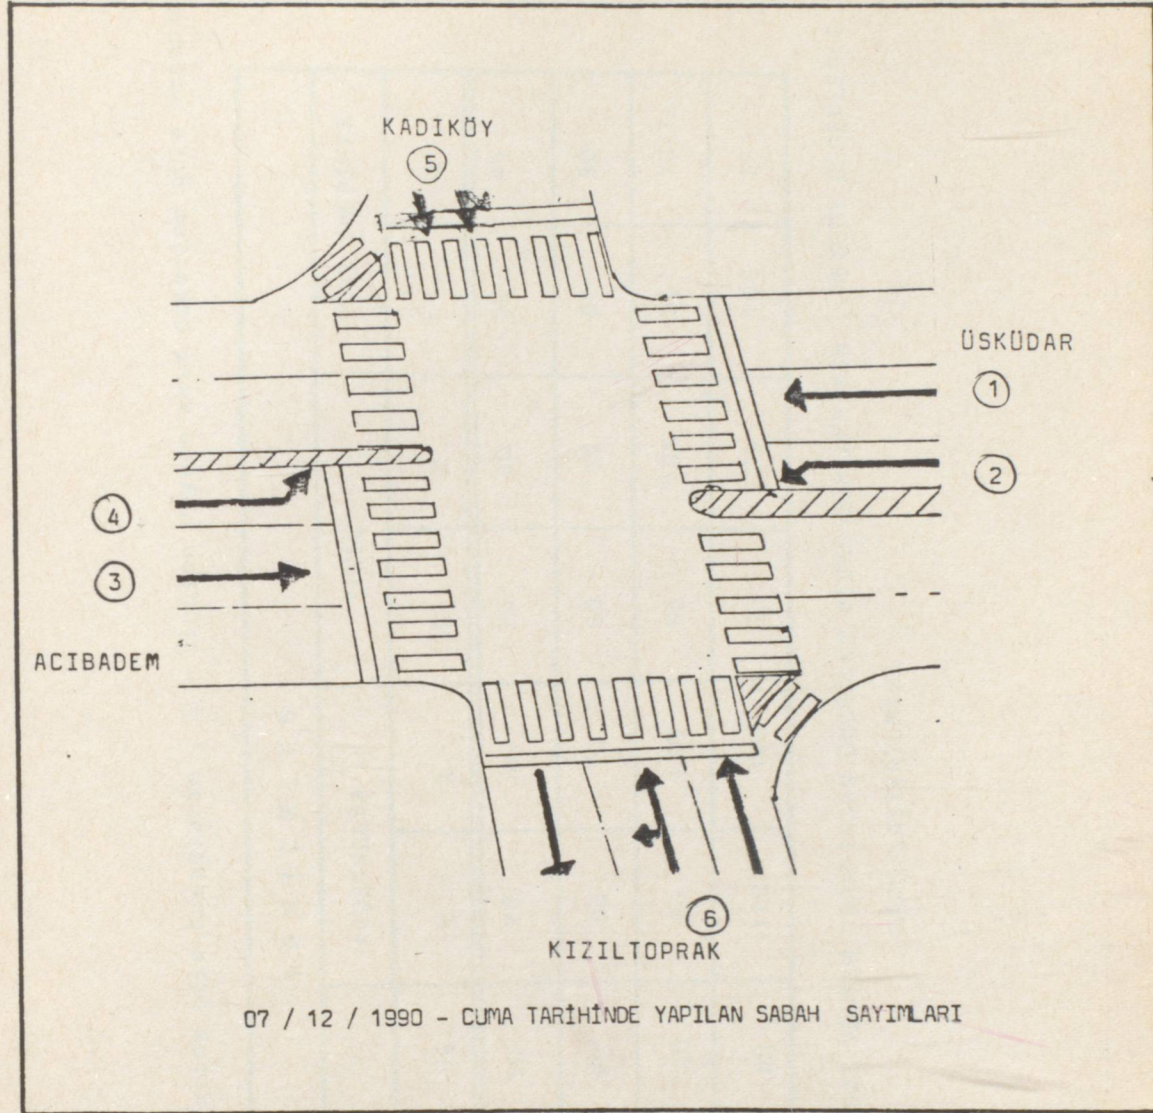 KADIKÖY
5
ÜSKÜDAR
1
2
4
3
ACIBADEM
6
KIZILTOPRAK
07 / 12 / 1990 - CUMA TARİHİNDE YAPILAN SABAH SAYIMLARI